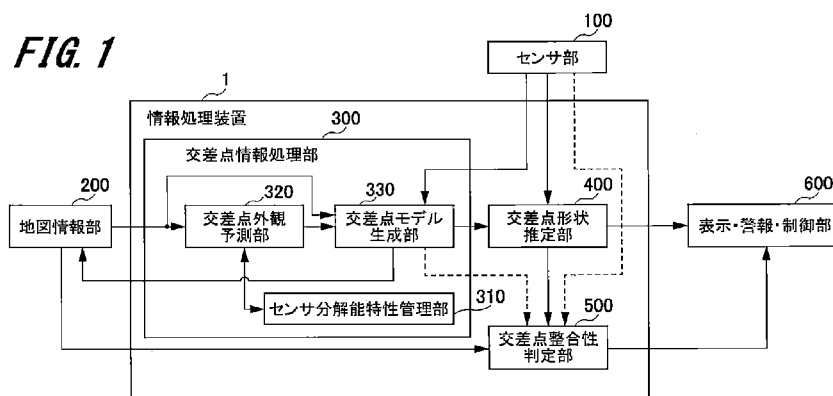 FIG. 1
100
センサ部
1
情報処理装置
300
交差点情報処理部
200
地図情報部
320
交差点外観
予測部
330
交差点モデル
生成部
400
交差点形状
推定部
600
表示・警報・制御部
センサ分解能特性管理部
310
500
交差点整合性
判定部